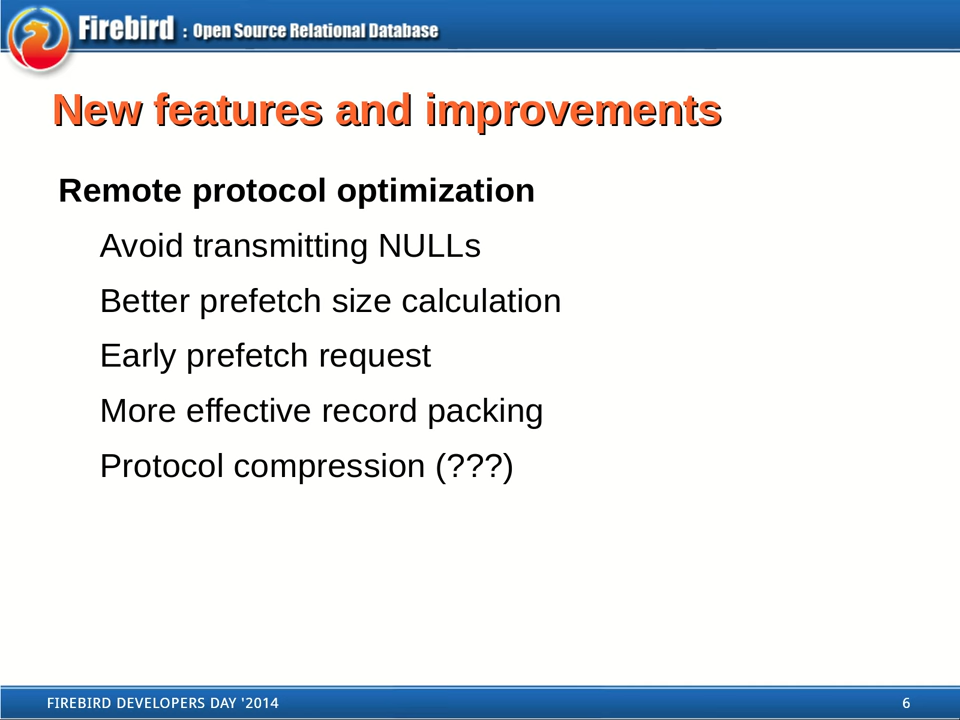 Firebird : Open Source Relational Database
New features and improvements
Remote protocol optimization
Avoid transmitting NULLs
Better prefetch size calculation
Early prefetch request
More effective record packing
Protocol compression (???)
FIREBIRD DEVELOPERS DAY '2014 6